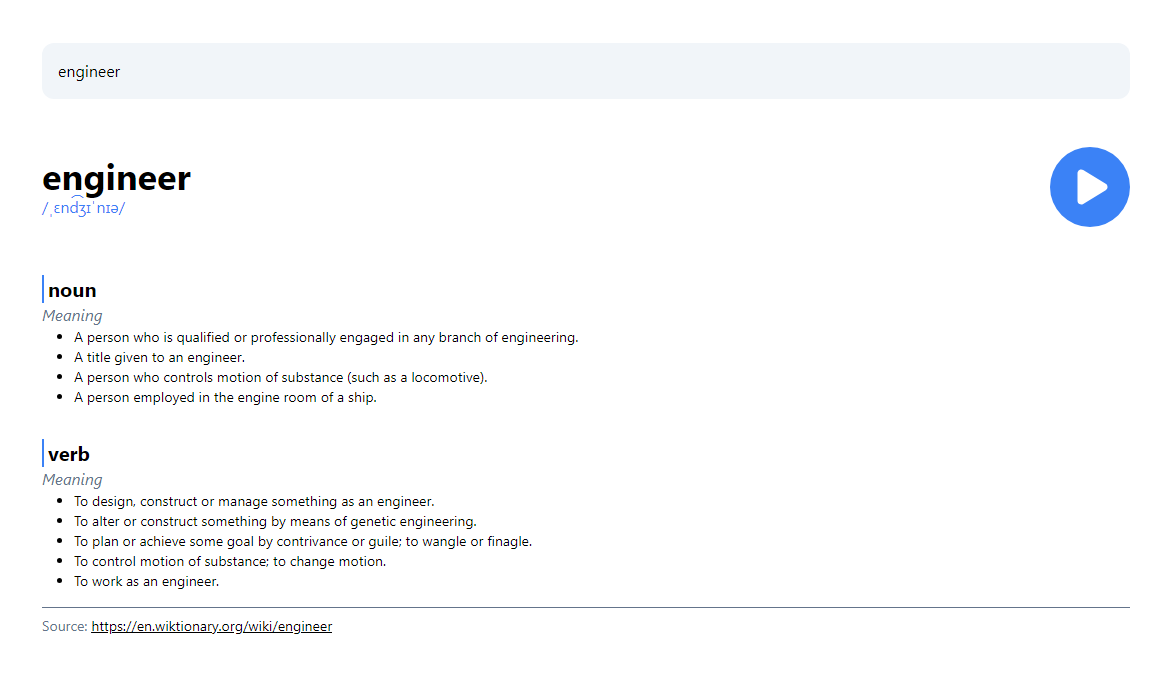 engineer
engineer
/ˌɛnd͡ʒɪˈnɪə/
noun
Meaning
A person who is qualified or professionally engaged in any branch of engineering.
A title given to an engineer.
A person who controls motion of substance (such as a locomotive).
A person employed in the engine room of a ship.
verb
Meaning
To design, construct or manage something as an engineer.
To alter or construct something by means of genetic engineering.
To plan or achieve some goal by contrivance or guile; to wangle or finagle.
To control motion of substance; to change motion.
To work as an engineer.
Source: https://en.wiktionary.org/wiki/engineer